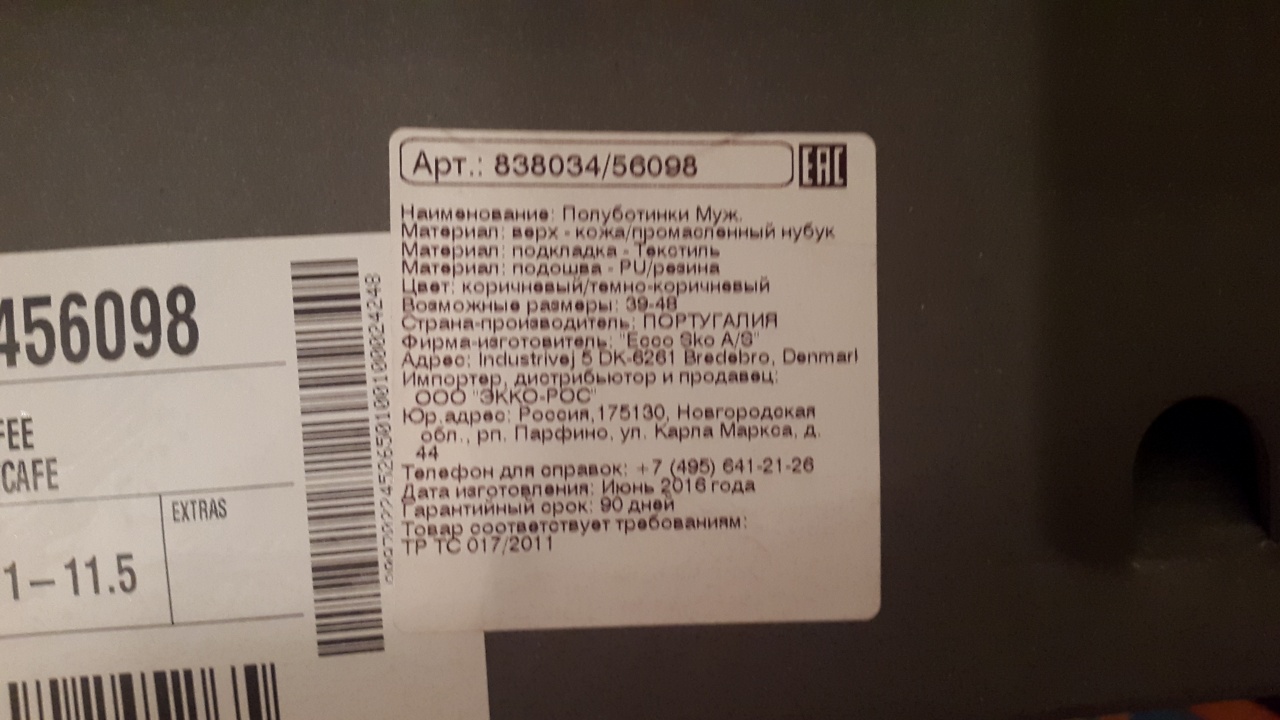 Арт.: 838034/56098
EAC
Наименование: Полуботинки Муж.
Материал: верх - кожа/промасленный нубук
Материал: подкладка - Текстиль
Материал: подошва - PU/резина
Цвет: коричневый/темно-коричневый
Возможные размеры: 39-48
Страна-производитель: ПОРТУГАЛИЯ
Фирма-изготовитель: "Ecco Sko A/S"
Адрес: Industrivej 5 DK-6261 Bredebro, Denmarl
Импортер, дистрибьютор и продавец:
ООО "ЭККО-РОС"
Юр.адрес: Россия,175130, Новгородская
обл., рп. Парфино, ул. Карла Маркса, д.
44
Телефон для справок: +7 (495) 641-21-26
Дата изготовления: Июнь 2016 года
Гарантийный срок: 90 дней
Товар соответствует требованиям:
ТР ТС 017/2011
456098
FEE
CAFE
EXTRAS
1 – 11.5